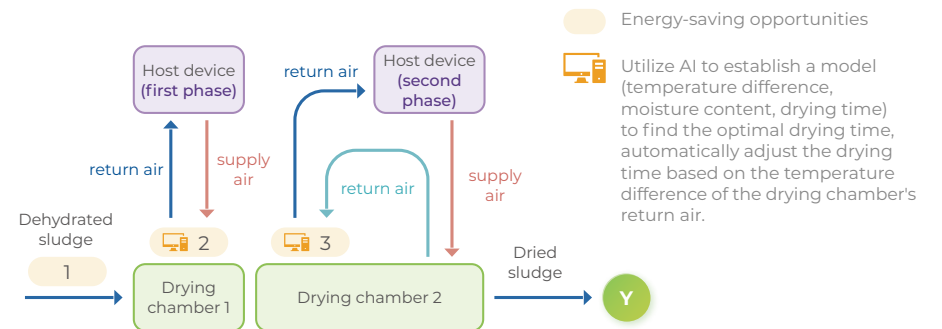 Energy-saving opportunities
Utilize AI to establish a model
(temperature difference,
moisture content, drying time)
to find the optimal drying time,
automatically adjust the drying
time based on the temperature
difference of the drying chamber's
return air.
Host device
(first phase)
return air
Host device
(second
phase)
return air
supply
air
return air
supply
air
Dehydrated
sludge
1
2
3
Drying
chamber 1
Drying chamber 2
Dried
sludge
Y